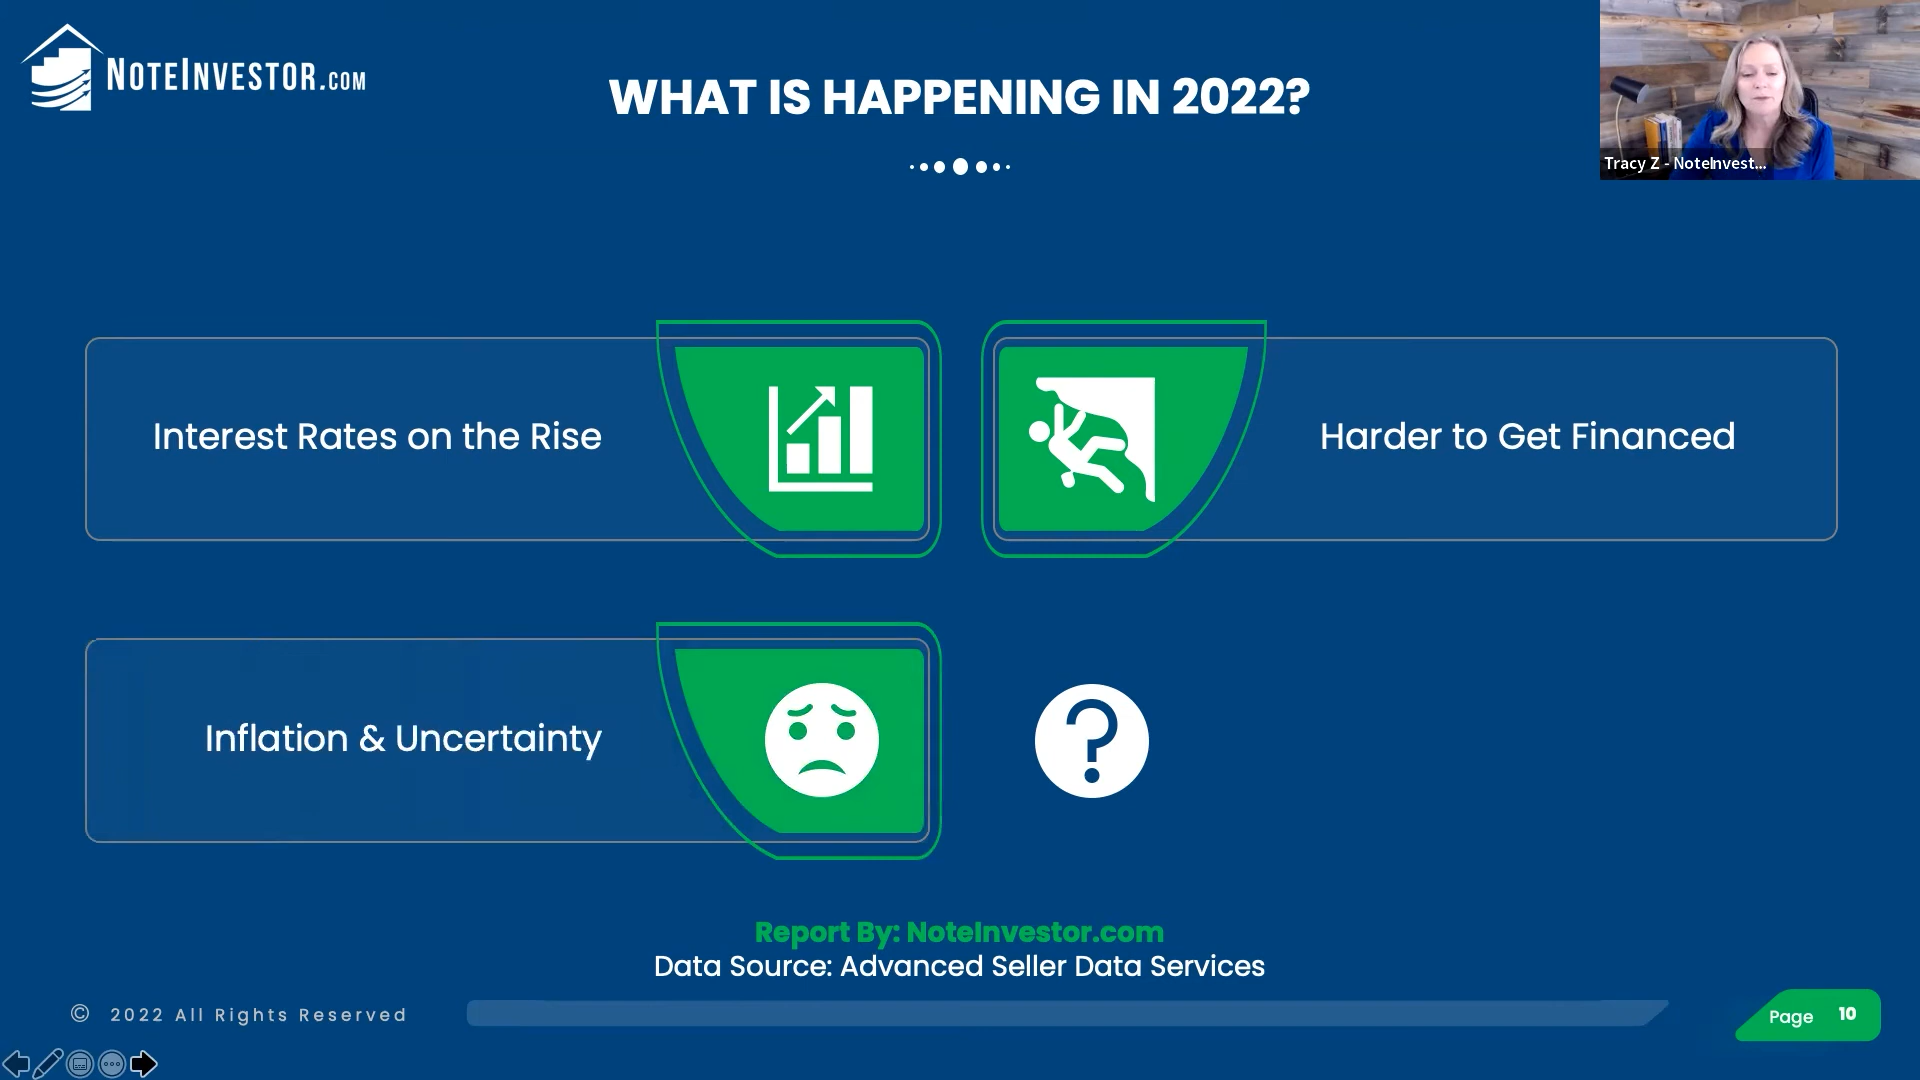 NOTEINVESTOR.COM
WHAT IS HAPPENING IN 2022?
Tracy Z - NoteInvest...
Interest Rates on the Rise
Harder to Get Financed
Inflation & Uncertainty
?
Report By: NoteInvestor.com
Data Source: Advanced Seller Data Services
© 2022 All Rights Reserved
Page 10